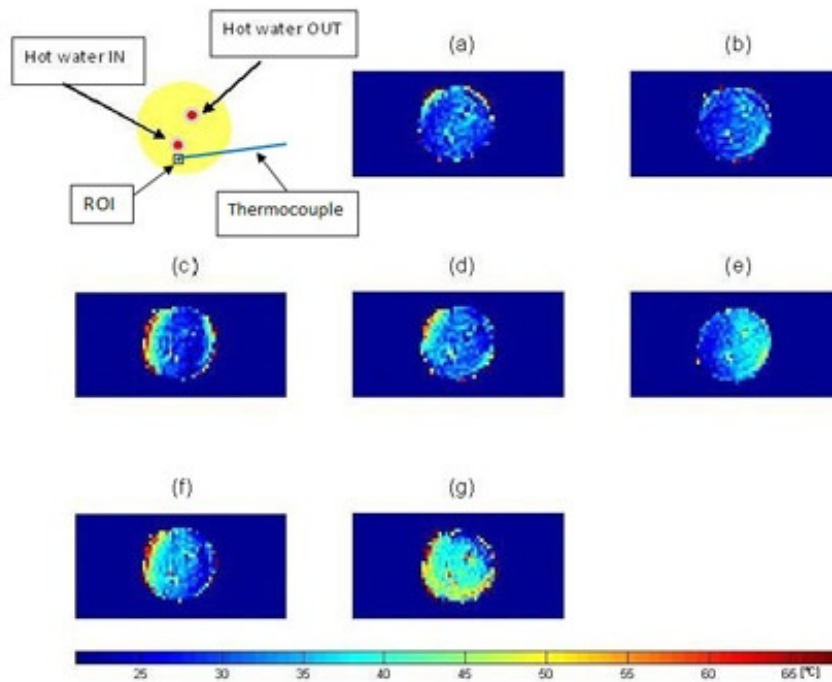 Hot water OUT
Hot water IN
(a)
(b)
ROI
Thermocouple
(c)
(d)
(e)
(f)
(g)
25 30 35 40 45 50 55 60 65 [°C]